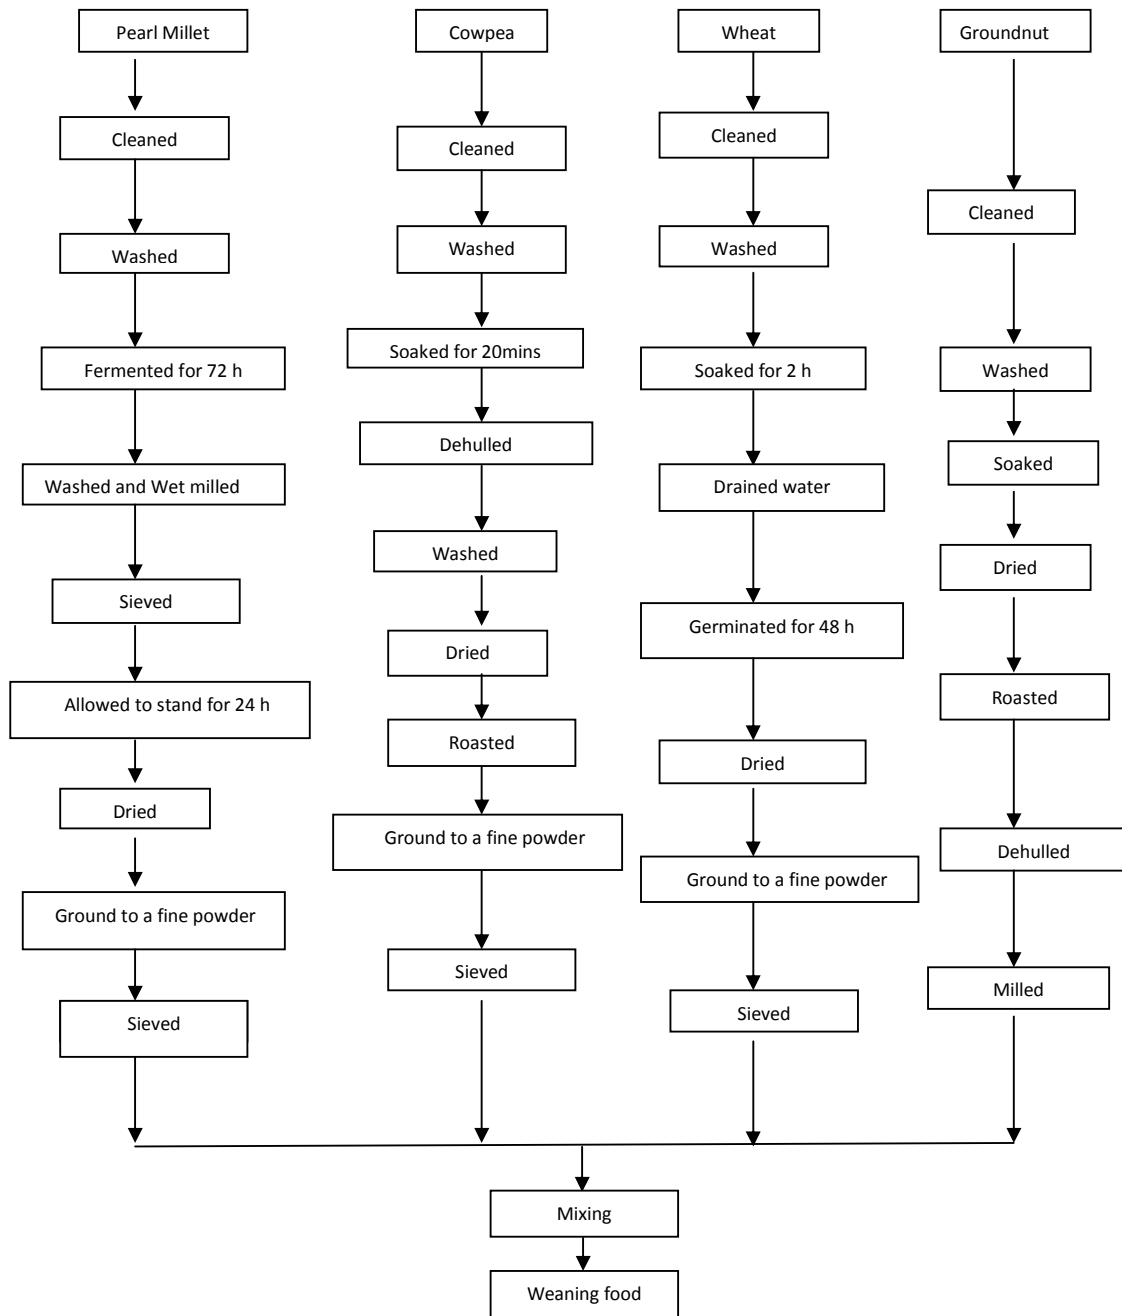 Pearl Millet
Cleaned
Washed
Fermented for 72 h
Washed and Wet milled
Sieved
Allowed to stand for 24 h
Dried
Ground to a fine powder
Sieved
Cowpea
Cleaned
Washed
Soaked for 20mins
Dehulled
Washed
Dried
Roasted
Ground to a fine powder
Sieved
Wheat
Cleaned
Washed
Soaked for 2 h
Drained water
Germinated for 48 h
Dried
Ground to a fine powder
Sieved
Groundnut
Cleaned
Washed
Soaked
Dried
Roasted
Dehulled
Milled
Mixing
Weaning food